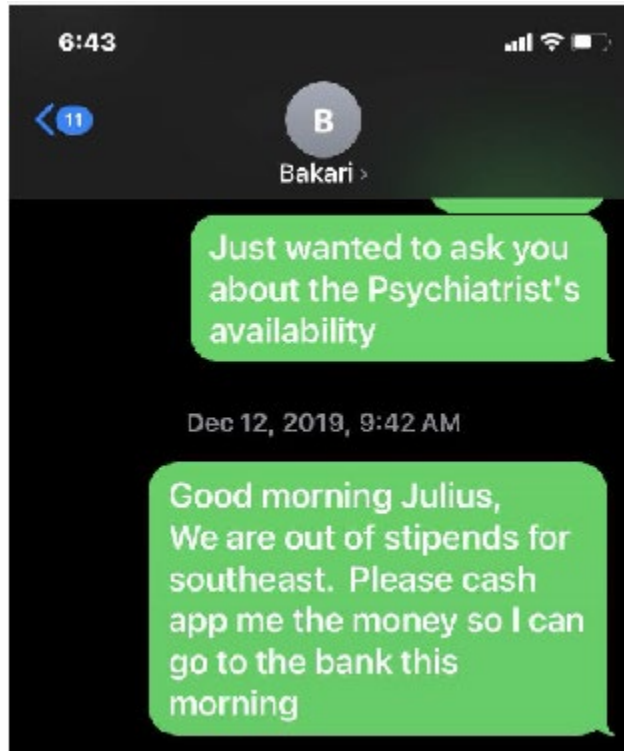 6:43
11
B
Bakari
Just wanted to ask you
about the Psychiatrist's
availability
Dec 12, 2019, 9:42 AM
Good morning Julius,
We are out of stipends for
southeast. Please cash
app me the money so I can
go to the bank this
morning